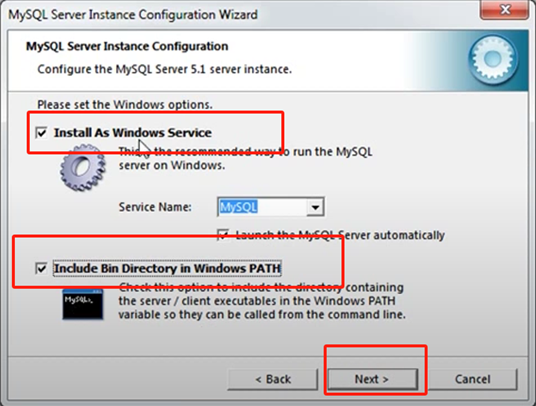 MySQL Server Instance Configuration Wizard
MySQL Server Instance Configuration
Configure the MySQL Server 5.1 server instance.
Please set the Windows options.
Install As Windows Service
This is the recommended way to run the MySQL
server on Windows.
Service Name:
MySQL
Launch the MySQL Server automatically
Include Bin Directory in Windows PATH
Check this option to include the directory containing
the server / client executables in the Windows PATH
variable so they can be called from the command line.
< Back
Next >
Cancel